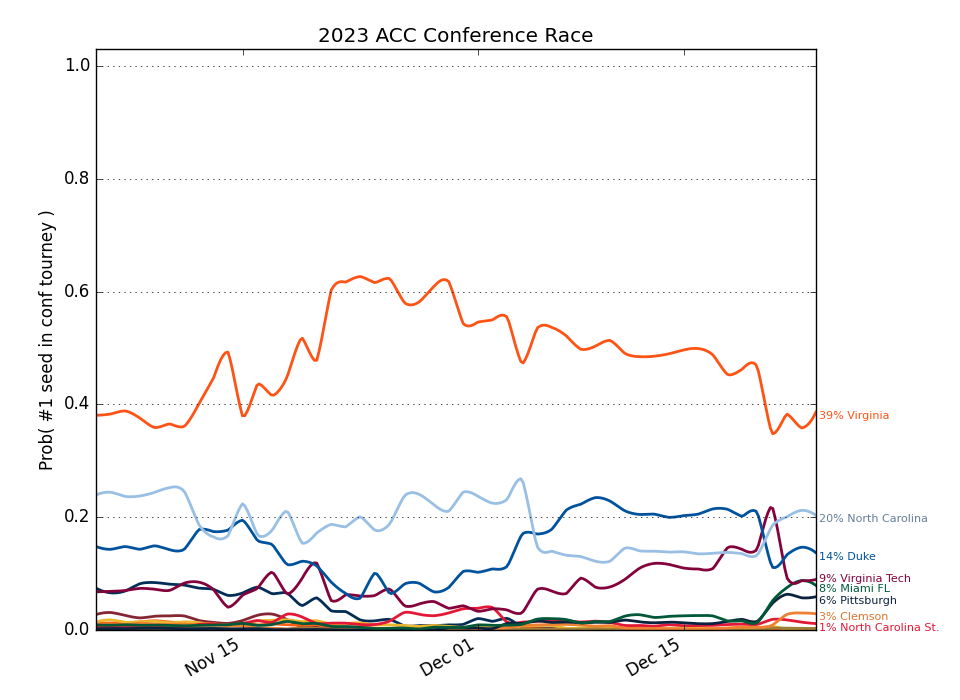 2023 ACC Conference Race
Prob( #1 seed in conf tourney )
1.0
0.8
0.6
0.4
0.2
0.0
Nov 15
Dec 01
Dec 15
39% Virginia
20% North Carolina
14% Duke
9% Virginia Tech
8% Miami FL
6% Pittsburgh
3% Clemson
1% North Carolina St.